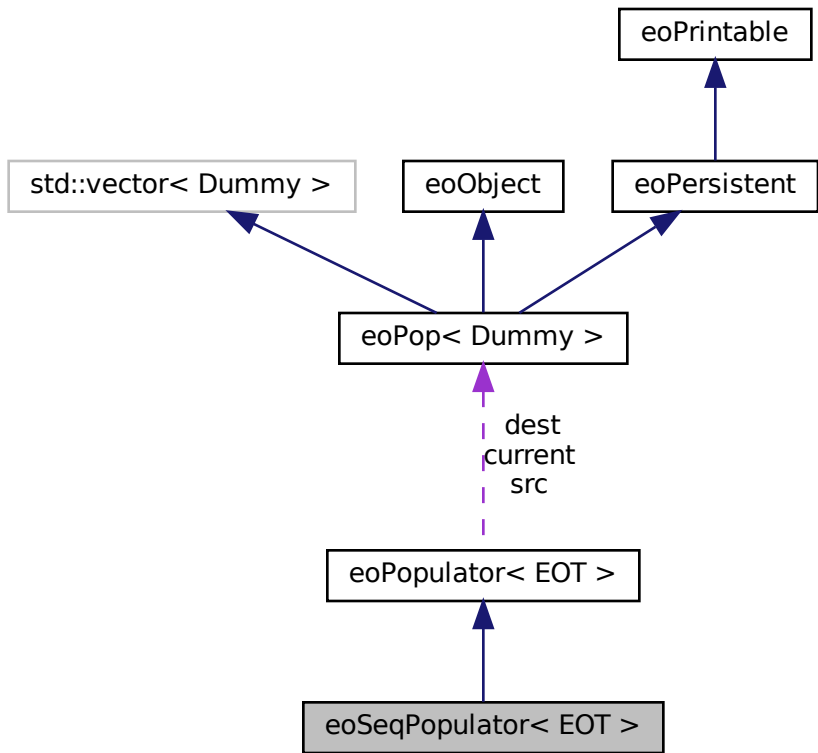 eoPrintable
std::vector< Dummy >
eoObject
eoPersistent
eoPop< Dummy >
dest
current
src
eoPopulator< EOT >
eoSeqPopulator< EOT >